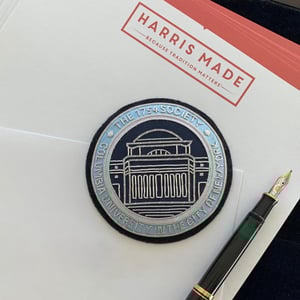 HARRIS MADE
BECAUSE TRADITION MATTERS
THE 1754 SOCIETY
COLUMBIA UNIVERSITY IN THE CITY OF NEW YORK